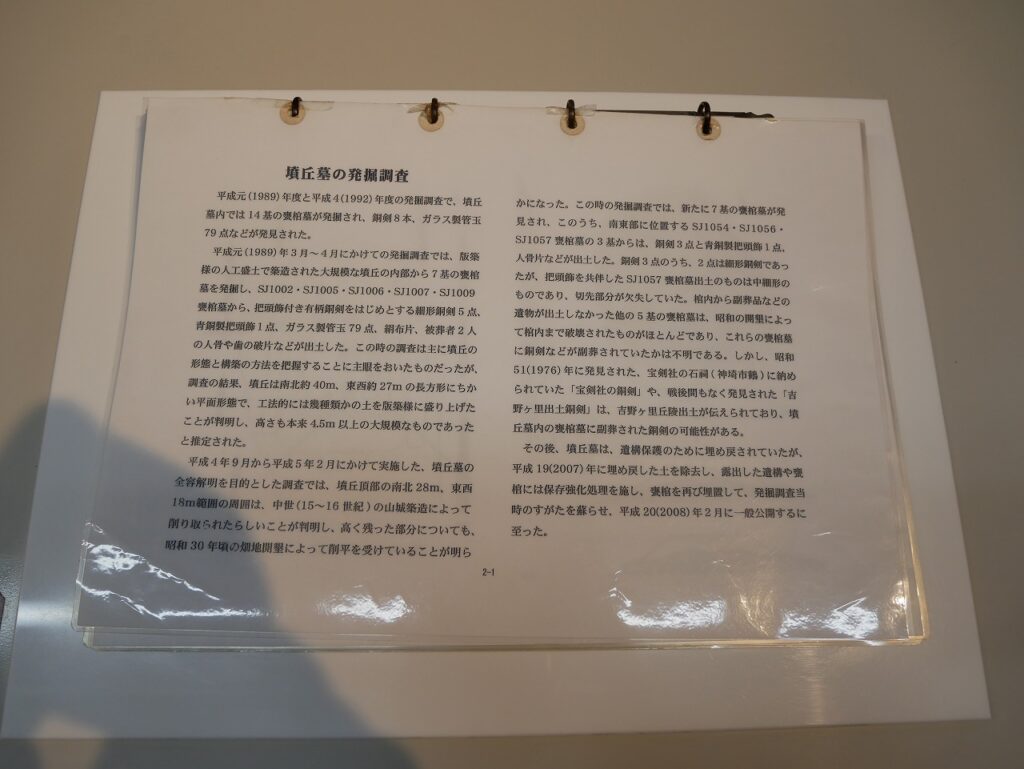 墳丘墓の発掘調査
平成元(1989)年度と平成4(1992)年度の発掘調査で、墳丘
墓内では14基の甕棺墓が発掘され、銅剣8本、ガラス製管玉
79点などが発見された。
平成元(1989)年3月~4月にかけての発掘調査では、版築
様の人工盛土で築造された大規模な墳丘の内部から7基の甕棺
墓を発掘し、SJ1002・SJ1005・SJ1006・SJ1007・SJ1009
甕棺墓から、把頭飾付き有柄銅剣をはじめとする細形銅剣5点、
青銅製把頭飾1点、ガラス製管玉79点、絹布片、被葬者2人
の人骨や歯の破片などが出土した。この時の調査は主に墳丘の
形態と構築の方法を把握することに主眼をおいたものだったが、
調査の結果、墳丘は南北約40m、東西約27mの長方形にちか
い平面形態で、工法的には幾種類かの土を版築様に盛り上げた
ことが判明し、高さも本来4.5m以上の大規模なものであった
と推定された。
平成4年9月から平成5年2月にかけて実施した、墳丘墓の
全容解明を目的とした調査では、墳丘頂部の南北28m、東西
18m範囲の周囲は、中世(15~16世紀)の山城築造によって
削り取られたらしいことが判明し、高く残った部分についても、
昭和30年頃の畑地開墾によって削平を受けていることが明ら
かになった。この時の発掘調査では、新たに7基の甕棺墓が発
見され、このうち、南東部に位置するSJ1054・SJ1056・
SJ1057甕棺墓の3基からは、銅剣3点と青銅製把頭飾1点、
人骨片などが出土した。銅剣3点のうち、2点は細形銅剣であっ
たが、把頭飾を共伴したSJ1057甕棺墓出土のものは中細形の
ものであり、切先部分が欠失していた。棺内から副葬品などの
遺物が出土しなかった他の5基の甕棺墓は、昭和の開墾によっ
て棺内まで破壊されたものがほとんどであり、これらの甕棺墓
に銅剣などが副葬されていたかは不明である。しかし、昭和
51(1976)年に発見された、宝剣社の石祠(神埼市鶴)に納め
られていた「宝剣社の銅剣」や、戦後間もなく発見された「吉
野ヶ里出土銅剣」は、吉野ヶ里丘陵出土が伝えられており、墳
丘墓内の甕棺墓に副葬された銅剣の可能性がある。
その後、墳丘墓は、遺構保護のために埋め戻されていたが、
平成19(2007)年に埋め戻した土を除去し、露出した遺構や甕
棺には保存強化処理を施し、甕棺を再び埋置して、発掘調査当
時のすがたを蘇らせ、平成20(2008)年2月に一般公開するに
至った。
2-1